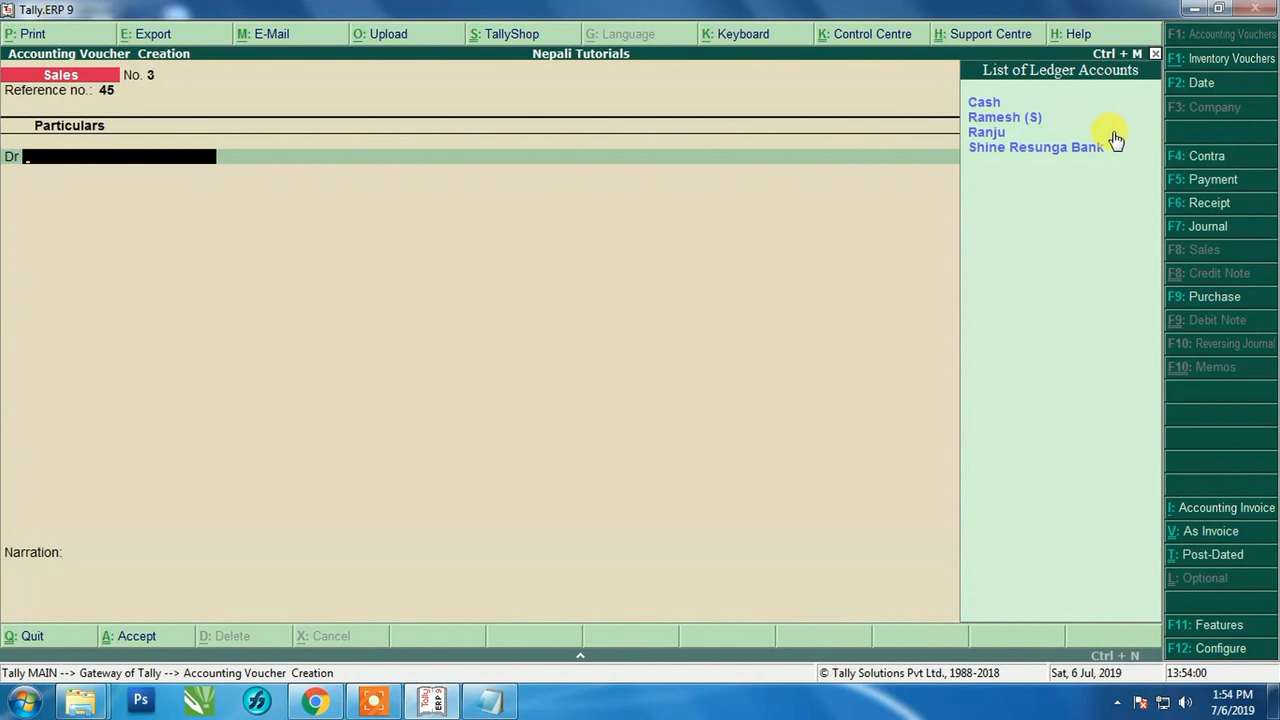 Tally.ERP 9
P: Print E: Export M: E-Mail O: Upload S: TallyShop G: Language K: Keyboard K: Control Centre H: Support Centre H: Help
Accounting Voucher Creation Nepali Tutorials Ctrl + M
Sales No. 3
Reference no.: 45
Particulars
Dr
Narration:
List of Ledger Accounts
Cash
Ramesh (S)
Ranju
Shine Resunga Bank
F1: Accounting Vouchers
F1: Inventory Vouchers
F2: Date
F3: Company
F4: Contra
F5: Payment
F6: Receipt
F7: Journal
F8: Sales
F8: Credit Note
F9: Purchase
F9: Debit Note
F10: Reversing Journal
F10: Memos
I: Accounting Invoice
V: As Invoice
T: Post-Dated
L: Optional
F11: Features
F12: Configure
Q: Quit A: Accept D: Delete X: Cancel
Ctrl + N
Tally MAIN --> Gateway of Tally --> Accounting Voucher Creation © Tally Solutions Pvt Ltd., 1988-2018 Sat, 6 Jul, 2019 13:54:00
Ps
Tally ERP 9
1:54 PM
7/6/2019